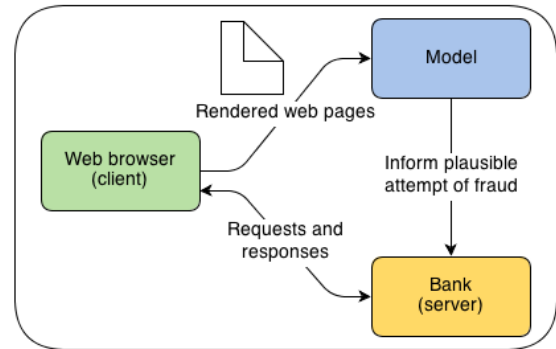 Model
Rendered web pages
Web browser
(client)
Inform plausible
attempt of fraud
Requests and
responses
Bank
(server)